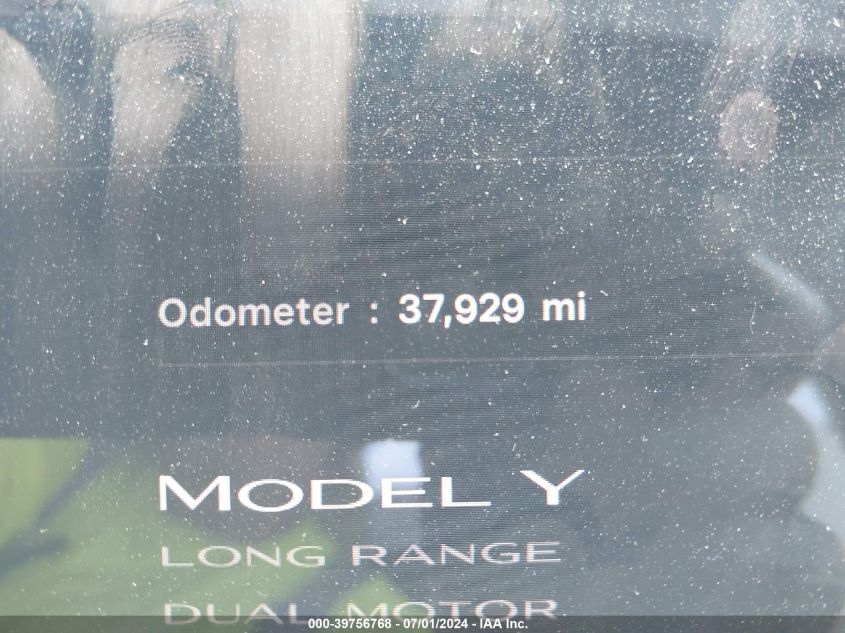 Odometer : 37,929 mi
MODEL Y
LONG RANGE
DUAL MOTOR
000-39756768 - 07/01/2024 - IAA Inc.